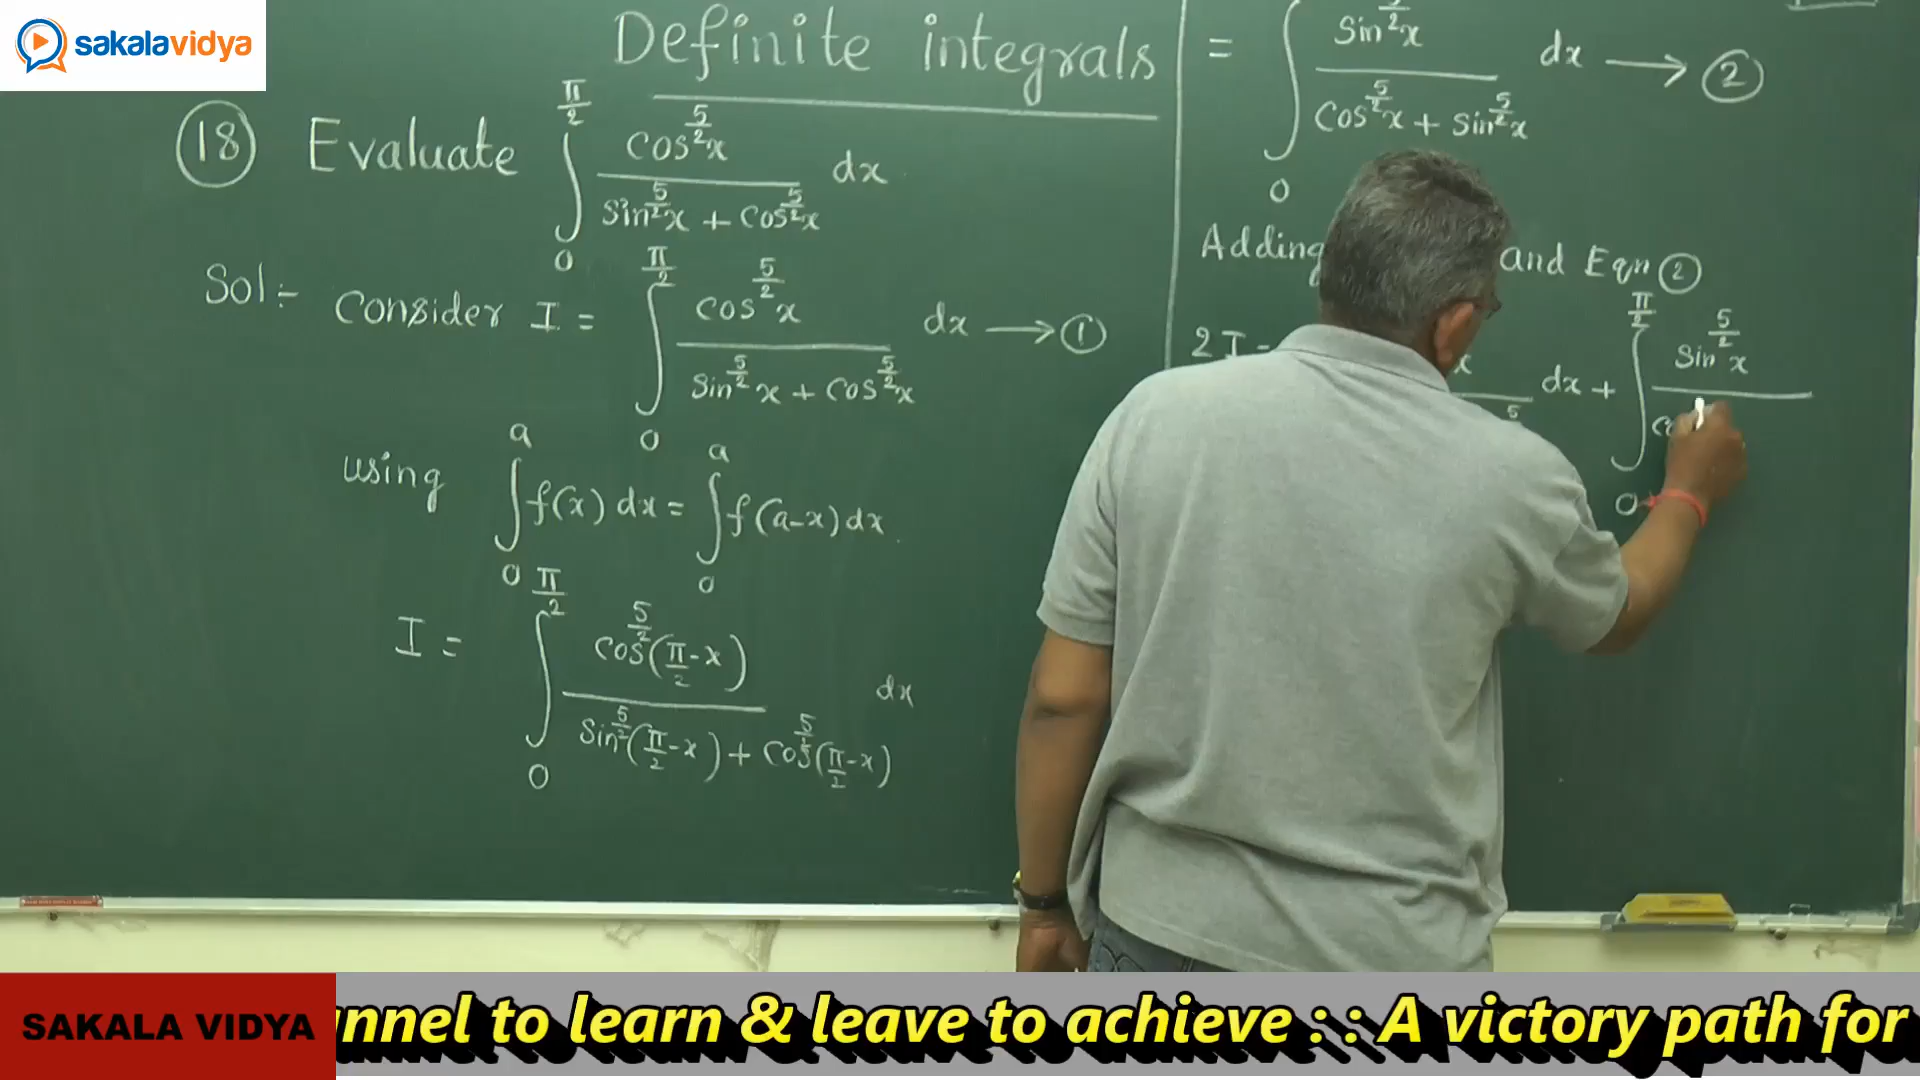 sakalavidya
Definite integrals
18 Evaluate ∫₀^{π/2} cos^{5/2}x / (sin^{5/2}x + cos^{5/2}x) dx
Sol:- Consider I = ∫₀^{π/2} cos^{5/2}x / (sin^{5/2}x + cos^{5/2}x) dx → 1
using ∫₀^a f(x) dx = ∫₀^a f(a-x) dx.
I = ∫₀^{π/2} cos^{5/2}(π/2 - x) / (sin^{5/2}(π/2 - x) + cos^{5/2}(π/2 - x)) dx
= ∫₀ sin^{5/2}x / (cos^{5/2}x + sin^{5/2}x) dx → 2
Adding and Eqn 2
2I = x dx + ∫₀^{π/2} sin^{5/2}x
SAKALA VIDYA
nnel to learn & leave to achieve : : A victory path for